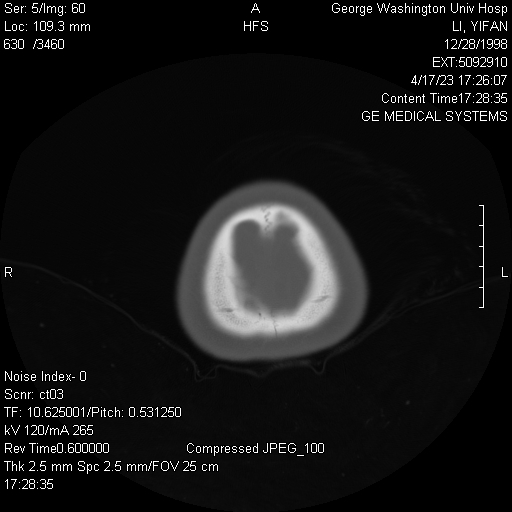 Ser: 5/Img: 60
Loc: 109.3 mm
630 /3460
A
HFS
George Washington Univ Hosp
LI, YIFAN
12/28/1998
EXT:5092910
4/17/23 17:26:07
Content Time17:28:35
GE MEDICAL SYSTEMS
R
L
Noise Index- 0
Scnr: ct03
TF: 10.625001/Pitch: 0.531250
kV 120/mA 265
Rev Time0.600000
Compressed JPEG_100
Thk 2.5 mm Spc 2.5 mm/FOV 25 cm
17:28:35